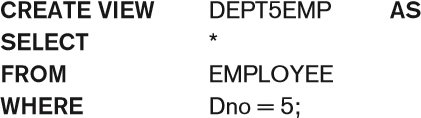 CREATE VIEW DEPT5EMP AS
SELECT *
FROM EMPLOYEE
WHERE Dno = 5;